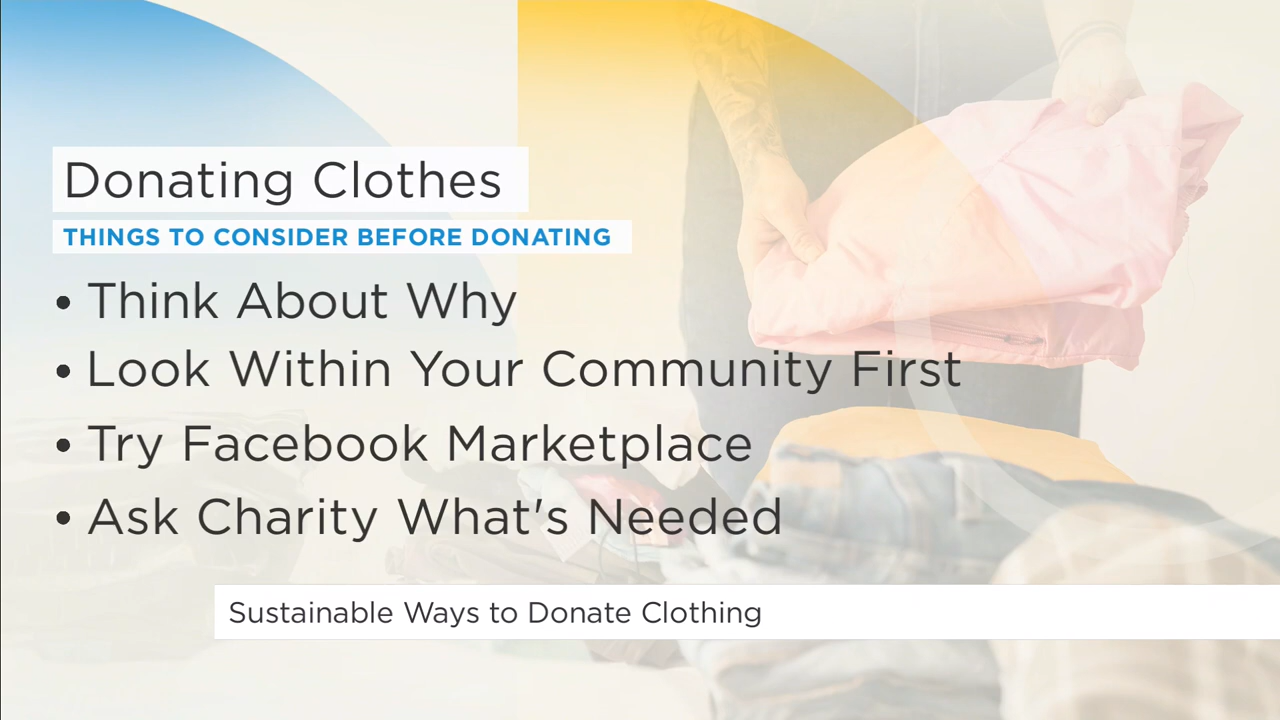 Donating Clothes
THINGS TO CONSIDER BEFORE DONATING
• Think About Why
• Look Within Your Community First
• Try Facebook Marketplace
• Ask Charity What's Needed
Sustainable Ways to Donate Clothing